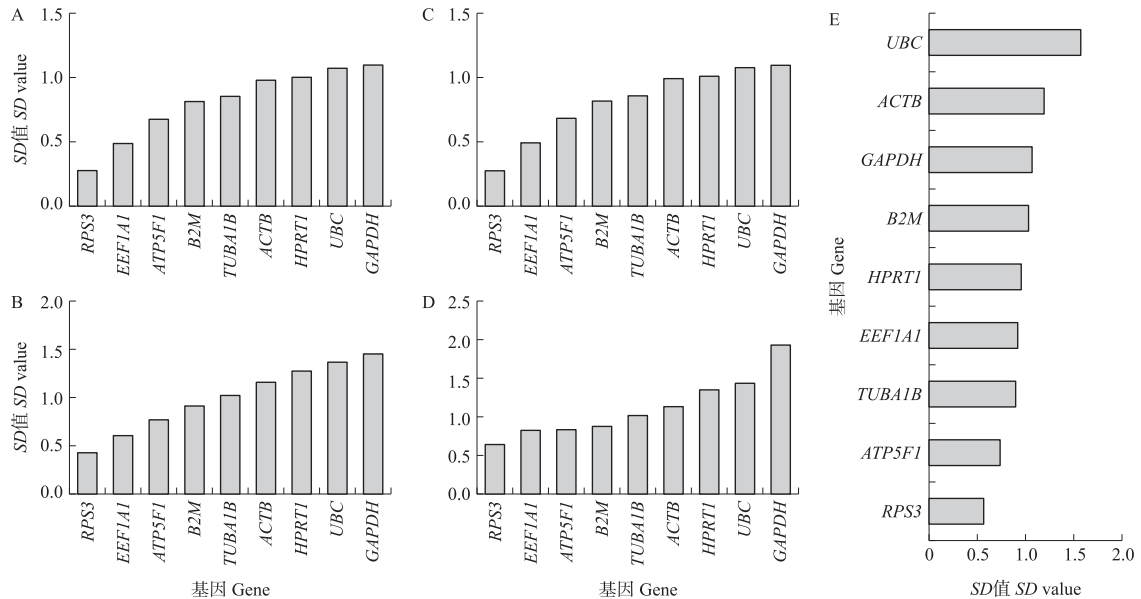 A
1.5
1.0
0.5
0.0
SD值 SD value
RPS3
EEF1A1
ATP5F1
B2M
TUBA1B
ACTB
HPRT1
UBC
GAPDH
C
1.5
1.0
0.5
0.0
RPS3
EEF1A1
ATP5F1
B2M
TUBA1B
ACTB
HPRT1
UBC
GAPDH
B
2.0
1.5
1.0
0.5
0.0
SD值 SD value
RPS3
EEF1A1
ATP5F1
B2M
TUBA1B
ACTB
HPRT1
UBC
GAPDH
基因 Gene
D
2.5
2.0
1.5
1.0
0.5
0.0
RPS3
EEF1A1
ATP5F1
B2M
TUBA1B
ACTB
HPRT1
UBC
GAPDH
基因 Gene
E
基因 Gene
UBC
ACTB
GAPDH
B2M
HPRT1
EEF1A1
TUBA1B
ATP5F1
RPS3
0 0.5 1.0 1.5 2.0
SD值 SD value